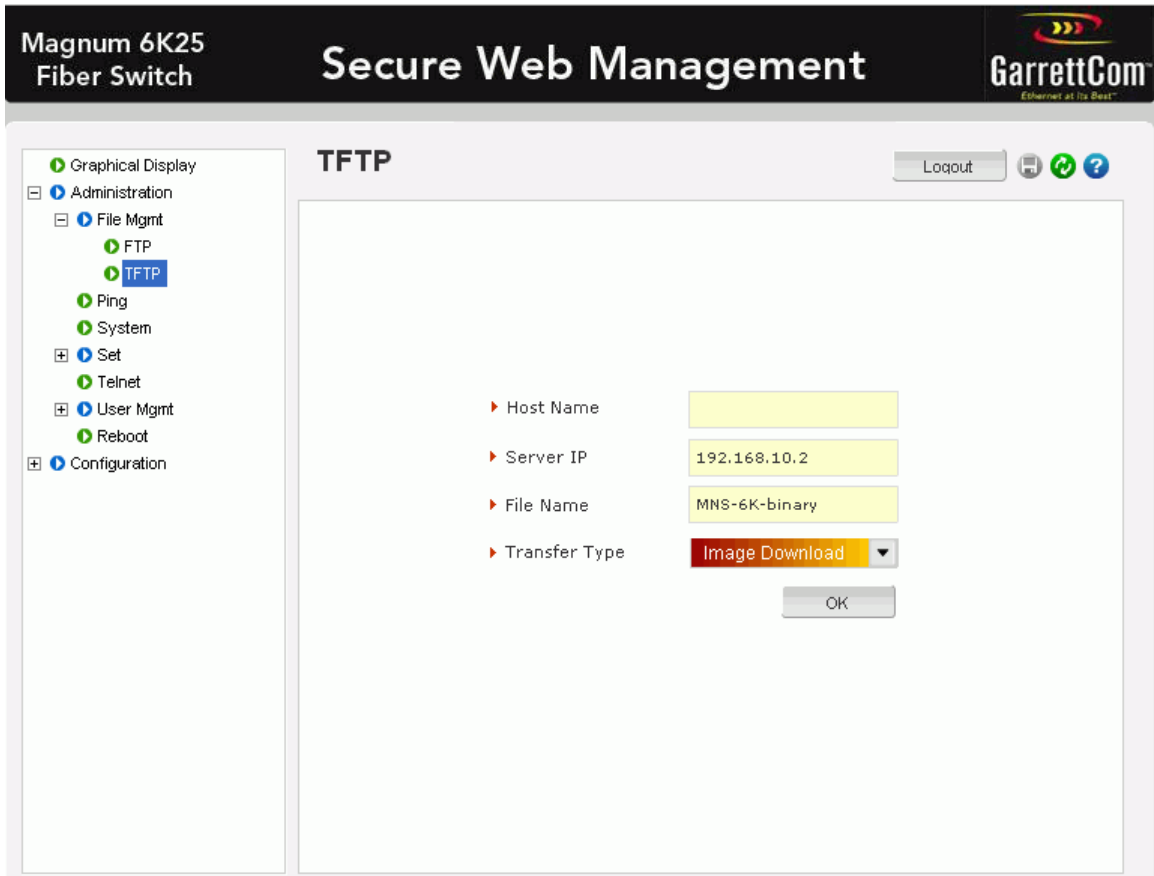 Magnum 6K25
Fiber Switch
Secure Web Management
GarrettCom™
Ethernet at its Best™
Graphical Display
Administration
File Mgmt
FTP
TFTP
Ping
System
Set
Telnet
User Mgmt
Reboot
Configuration
TFTP
Logout
?
Host Name
Server IP
192.168.10.2
File Name
MNS-6K-binary
Transfer Type
Image Download
OK